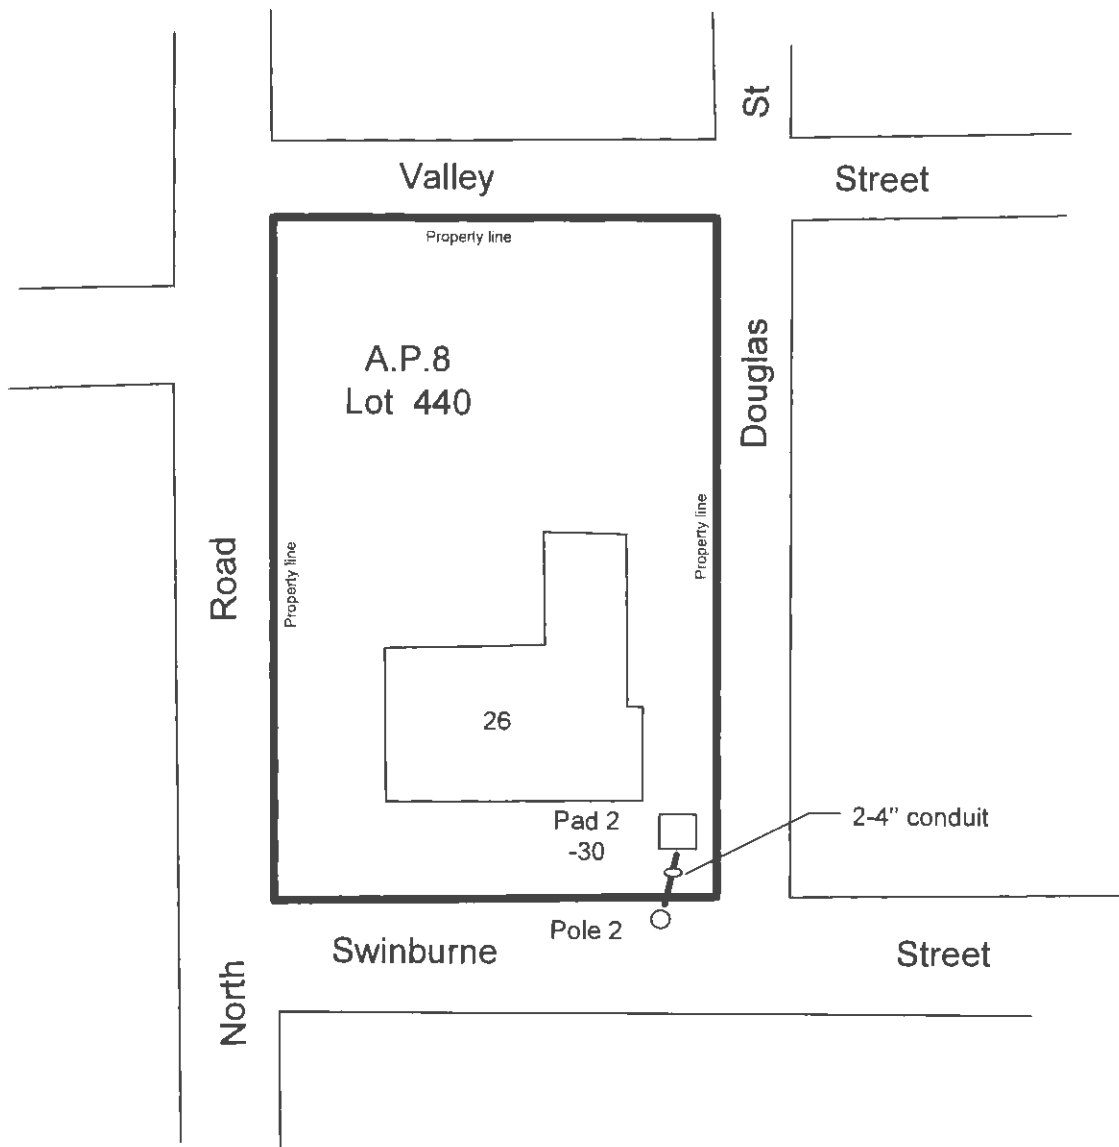 St
Valley Street
Property line
A.P.8
Lot 440
Douglas
Property line
Road
Property line
26
Pad 2
-30
2-4" conduit
Pole 2
Swinburne Street
North